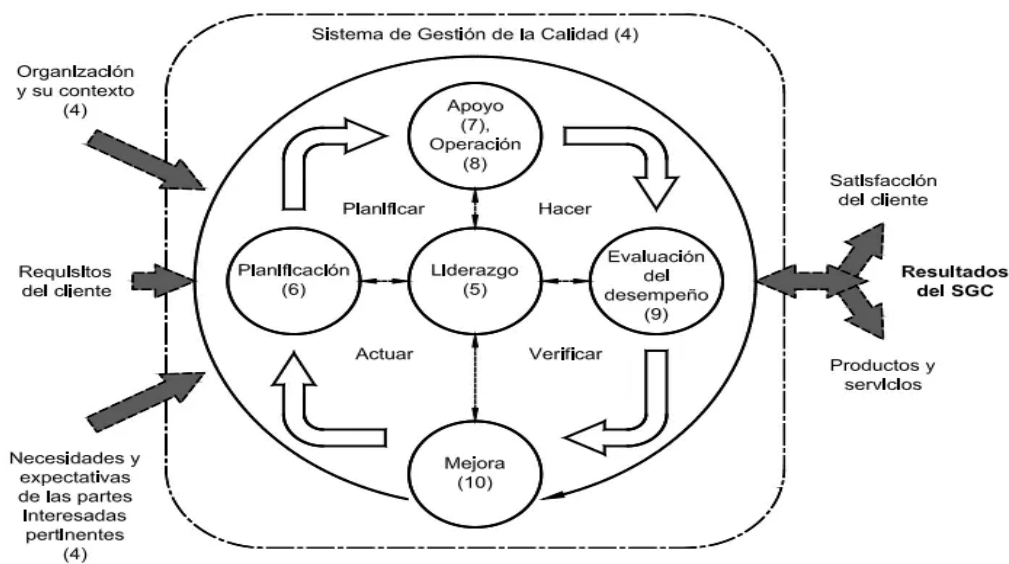 Sistema de Gestión de la Calidad (4)
Organización
y su contexto
(4)
Requisitos
del cliente
Necesidades y
expectativas
de las partes
interesadas
pertinentes
(4)
Apoyo
(7),
Operación
(8)
Planificar
Hacer
Planificación
(6)
Liderazgo
(5)
Evaluación
del
desempeño
(9)
Actuar
Verificar
Mejora
(10)
Satisfacción
del cliente
Resultados
del SGC
Productos y
servicios